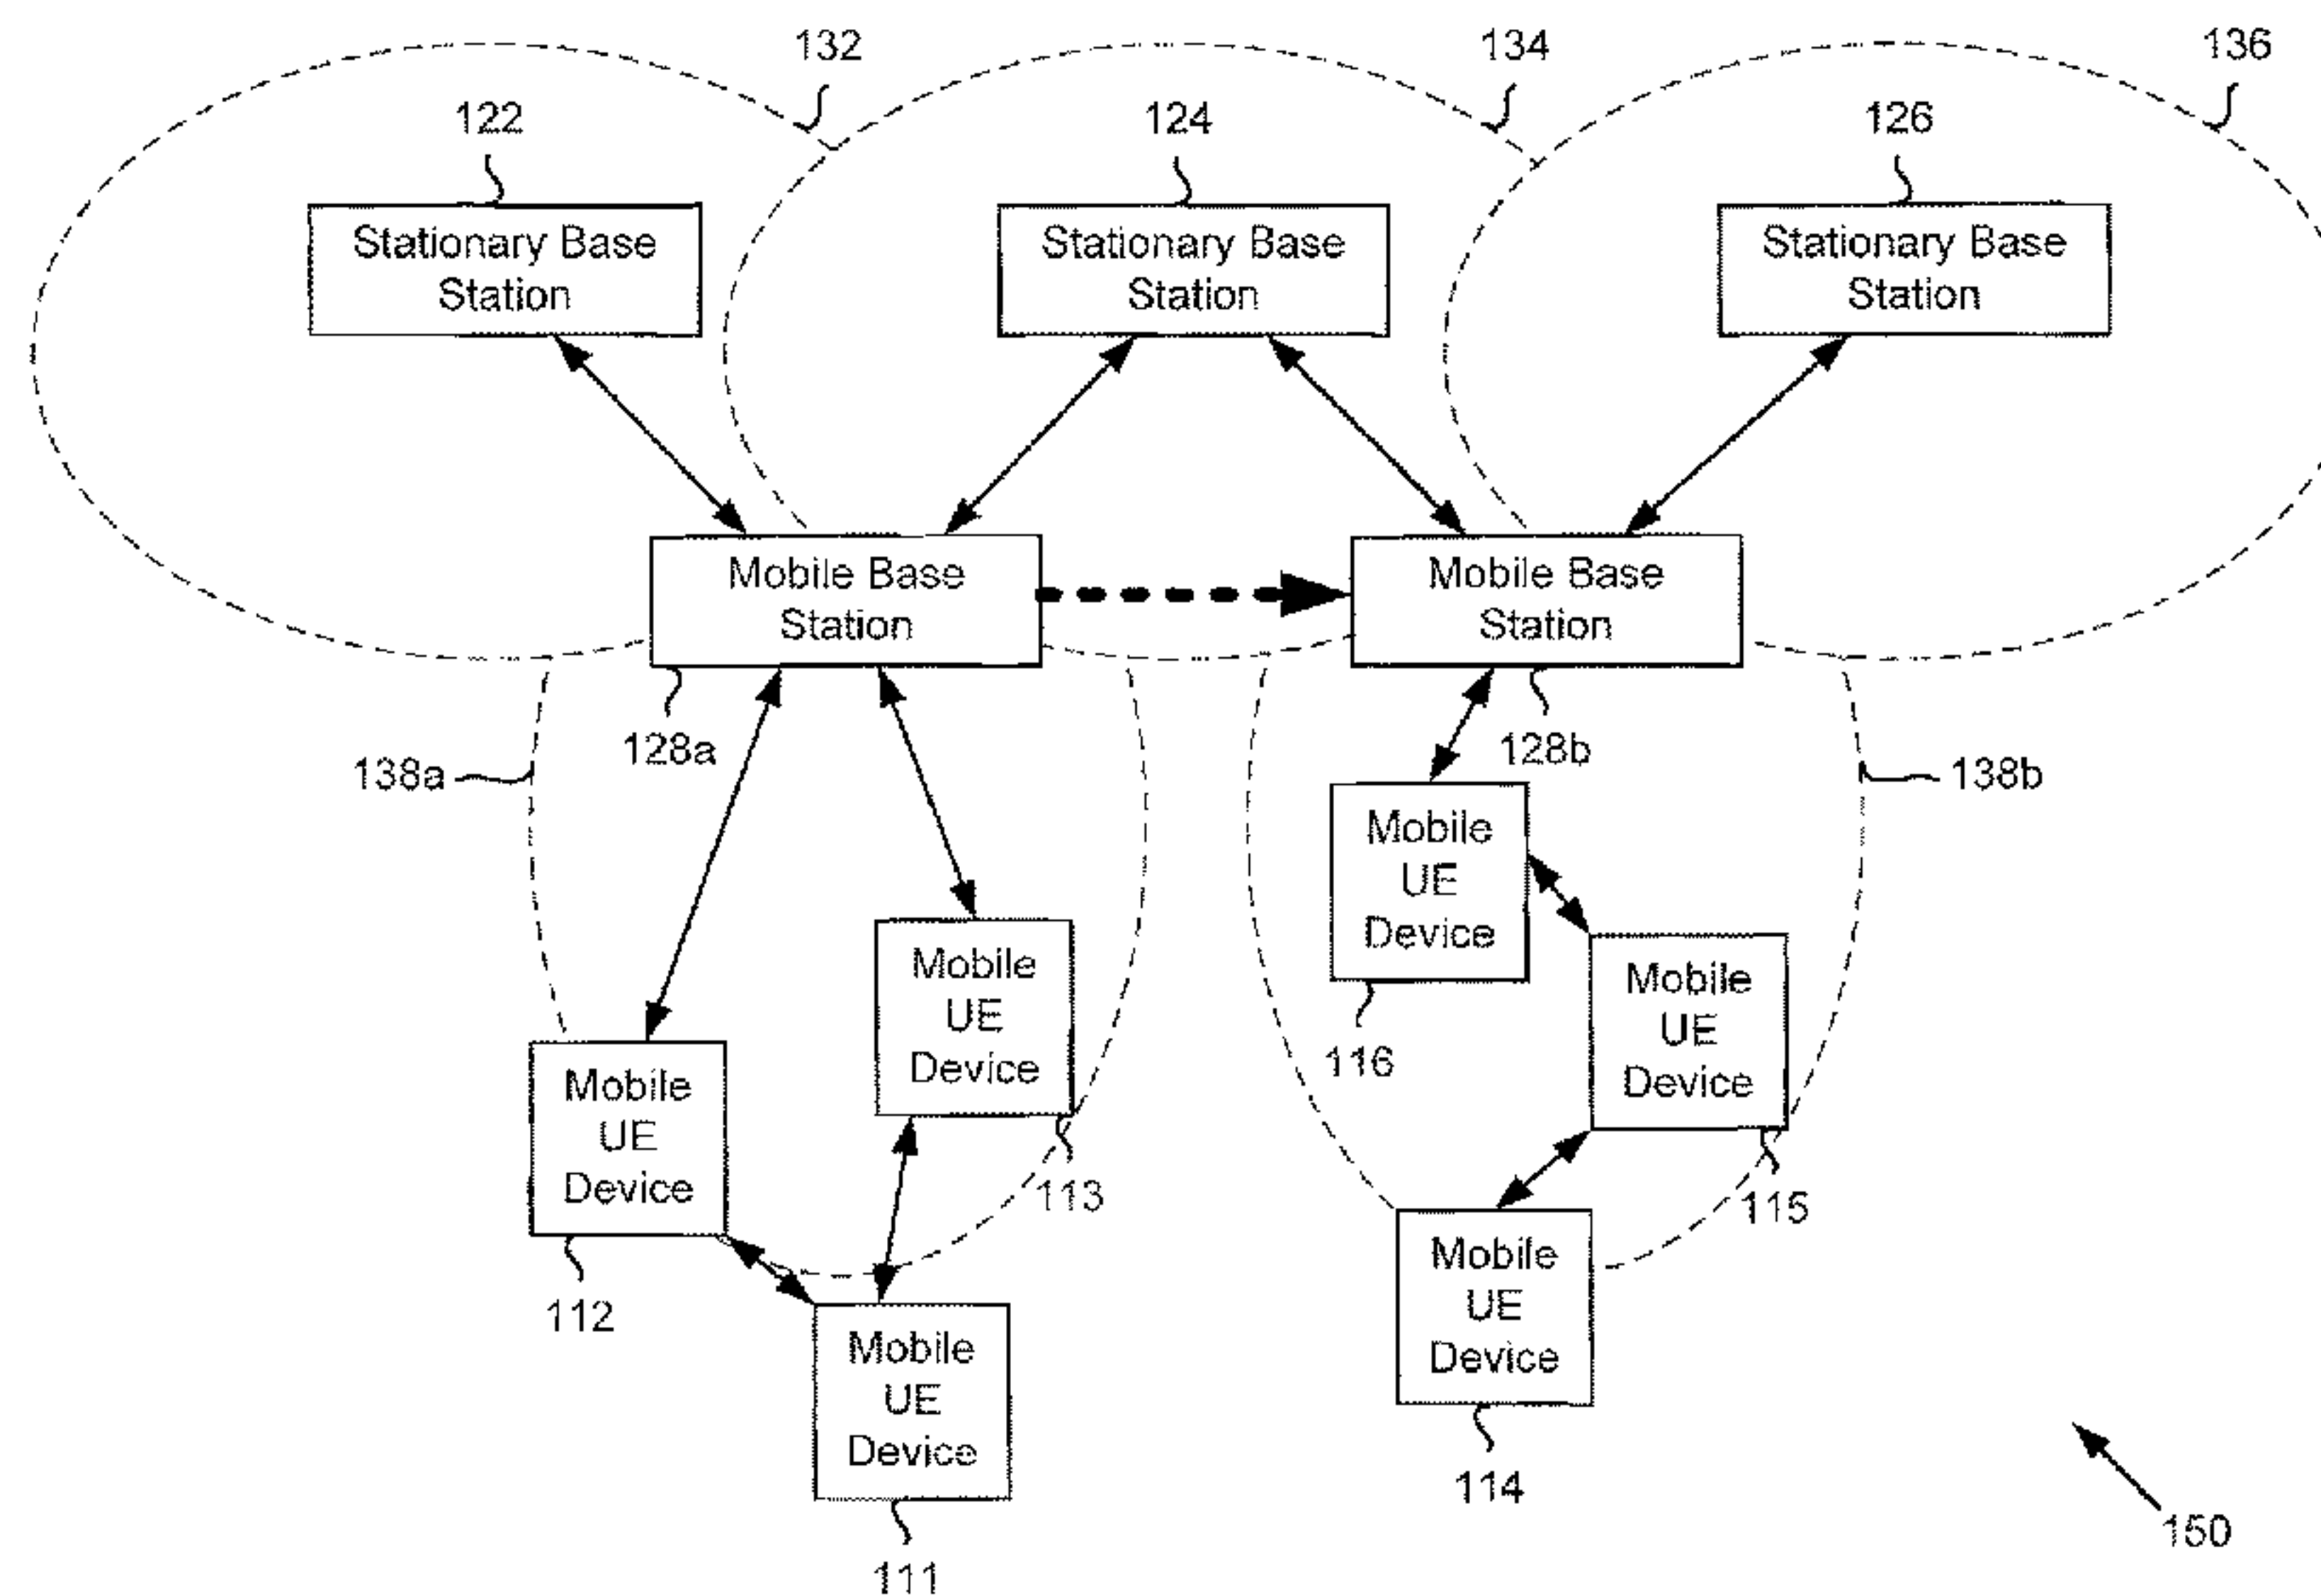 132
134
136
122
124
126
Stationary Base
Station
Stationary Base
Station
Stationary Base
Station
Mobile Base
Station
Mobile Base
Station
128a
128b
138a
138b
Mobile
UE
Device
116
Mobile
UE
Device
113
Mobile
UE
Device
115
Mobile
UE
Device
112
Mobile
UE
Device
114
Mobile
UE
Device
111
150